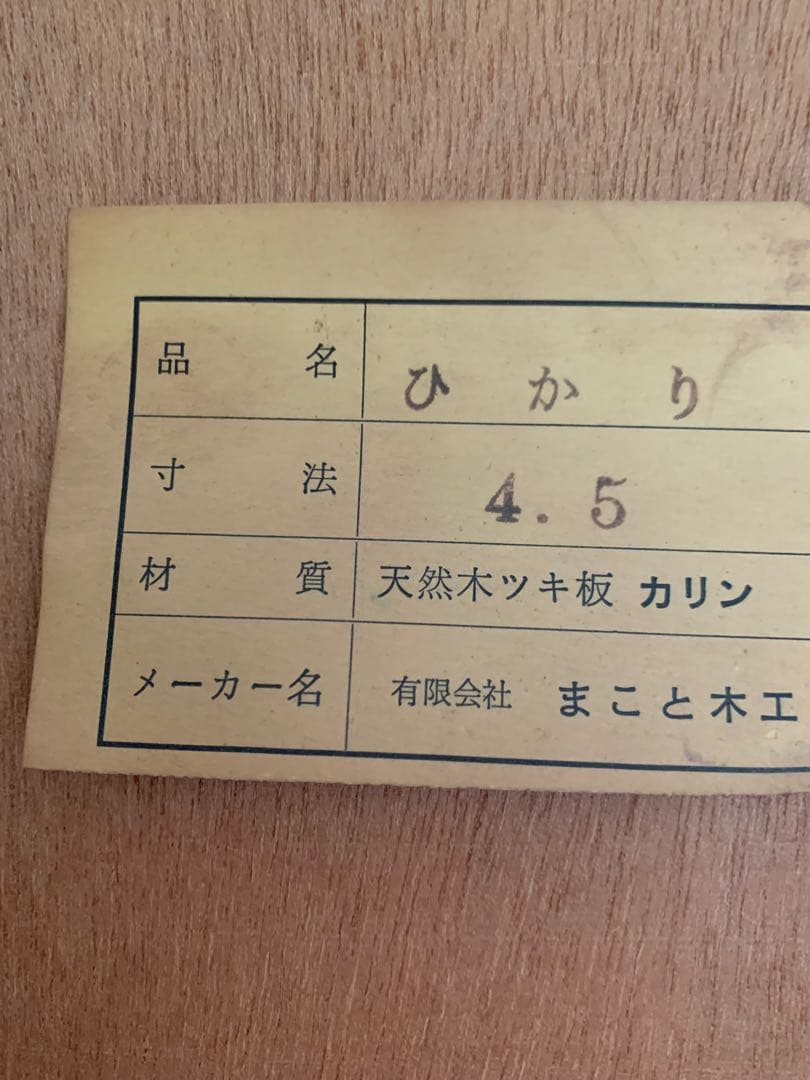 品名 ひかり
寸法 4.5
材質 天然木ツキ板 カリン
メーカー名 有限会社 まこと木工